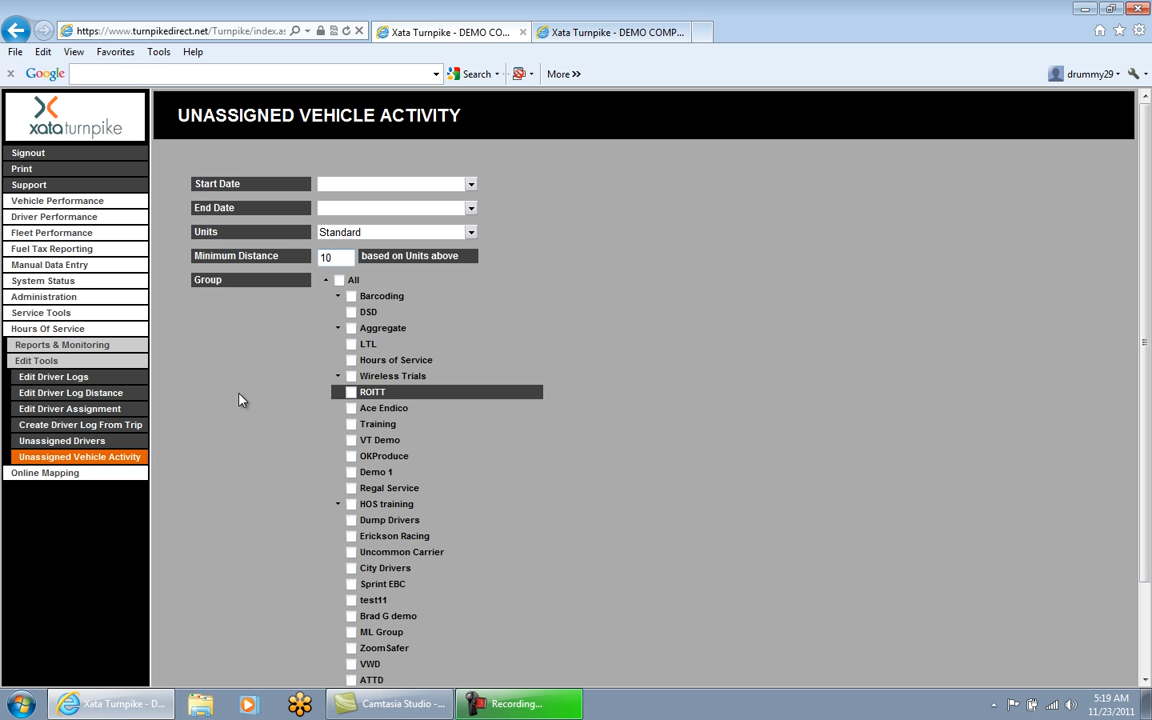 https://www.turnpikedirect.net/Turnpike/index.as
Xata Turnpike - DEMO CO...
Xata Turnpike - DEMO COMP...
File Edit View Favorites Tools Help
x Google Search More »
drummy29
xataturnpike
UNASSIGNED VEHICLE ACTIVITY
Signout
Print
Support
Vehicle Performance
Driver Performance
Fleet Performance
Fuel Tax Reporting
Manual Data Entry
System Status
Administration
Service Tools
Hours Of Service
Reports & Monitoring
Edit Tools
Edit Driver Logs
Edit Driver Log Distance
Edit Driver Assignment
Create Driver Log From Trip
Unassigned Drivers
Unassigned Vehicle Activity
Online Mapping
Start Date
End Date
Units Standard
Minimum Distance 10 based on Units above
Group All
Barcoding
DSD
Aggregate
LTL
Hours of Service
Wireless Trials
ROITT
Ace Endico
Training
VT Demo
OKProduce
Demo 1
Regal Service
HOS training
Dump Drivers
Erickson Racing
Uncommon Carrier
City Drivers
Sprint EBC
test11
Brad G demo
ML Group
ZoomSafer
VWD
ATTD
Xata Turnpike - D...
Camtasia Studio -...
Recording...
5:19 AM
11/23/2011